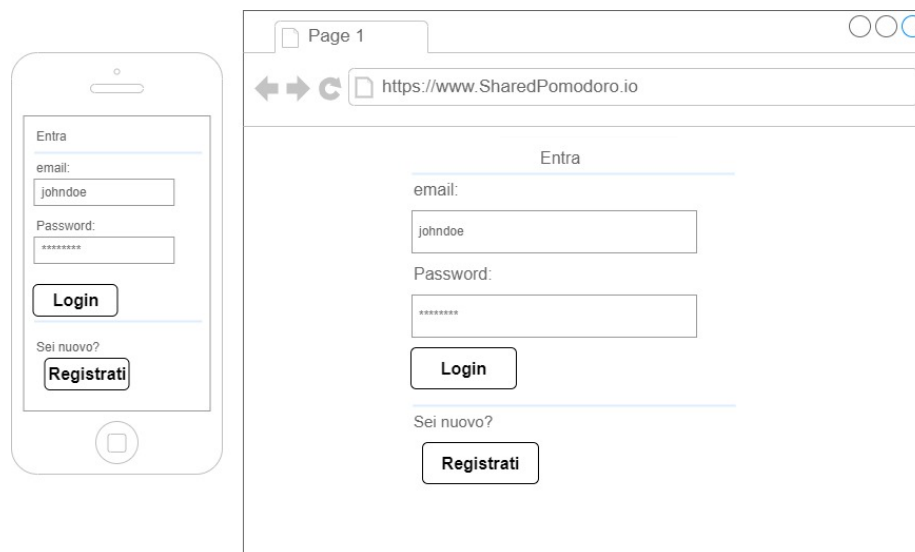 Entra
email:
johndoe
Password:
********
Login
Sei nuovo?
Registrati
Page 1
https://www.SharedPomodoro.io
Entra
email:
johndoe
Password:
********
Login
Sei nuovo?
Registrati